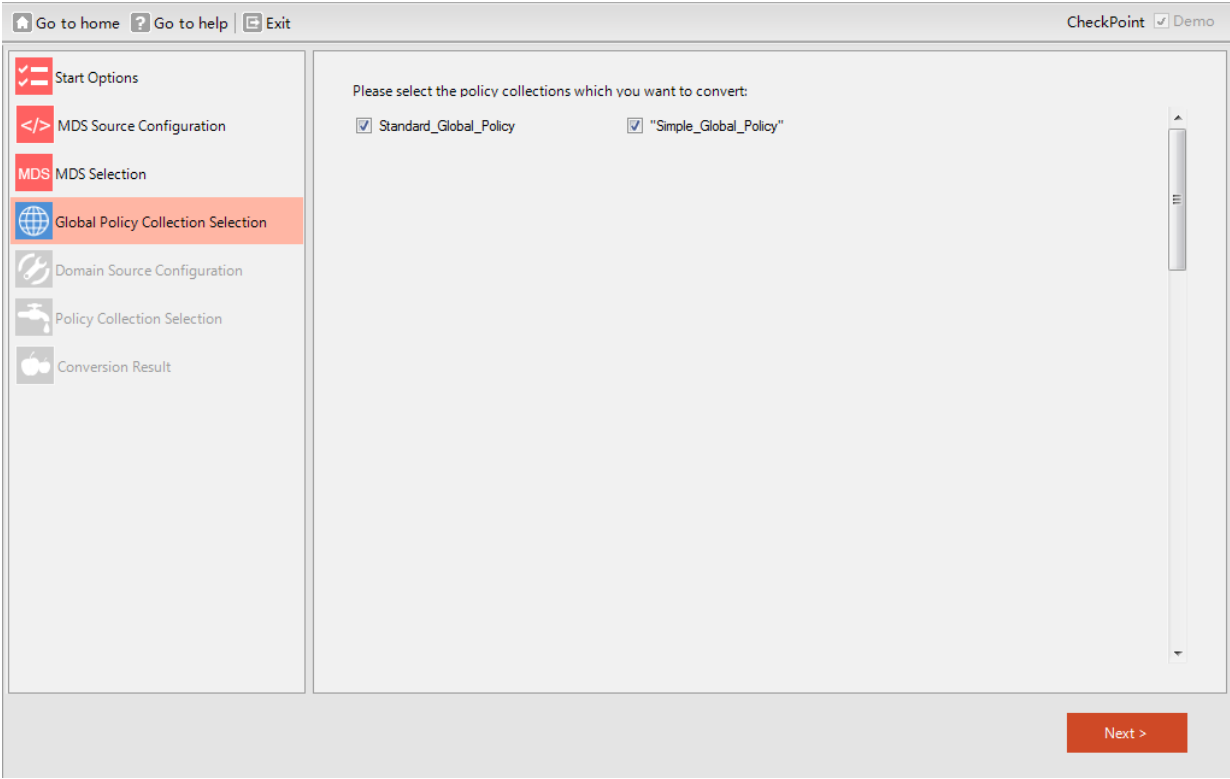 Go to home Go to help Exit CheckPoint Demo
Start Options
</> MDS Source Configuration
MDS MDS Selection
Global Policy Collection Selection
Domain Source Configuration
Policy Collection Selection
Conversion Result
Please select the policy collections which you want to convert:
Standard_Global_Policy "Simple_Global_Policy"
Next >